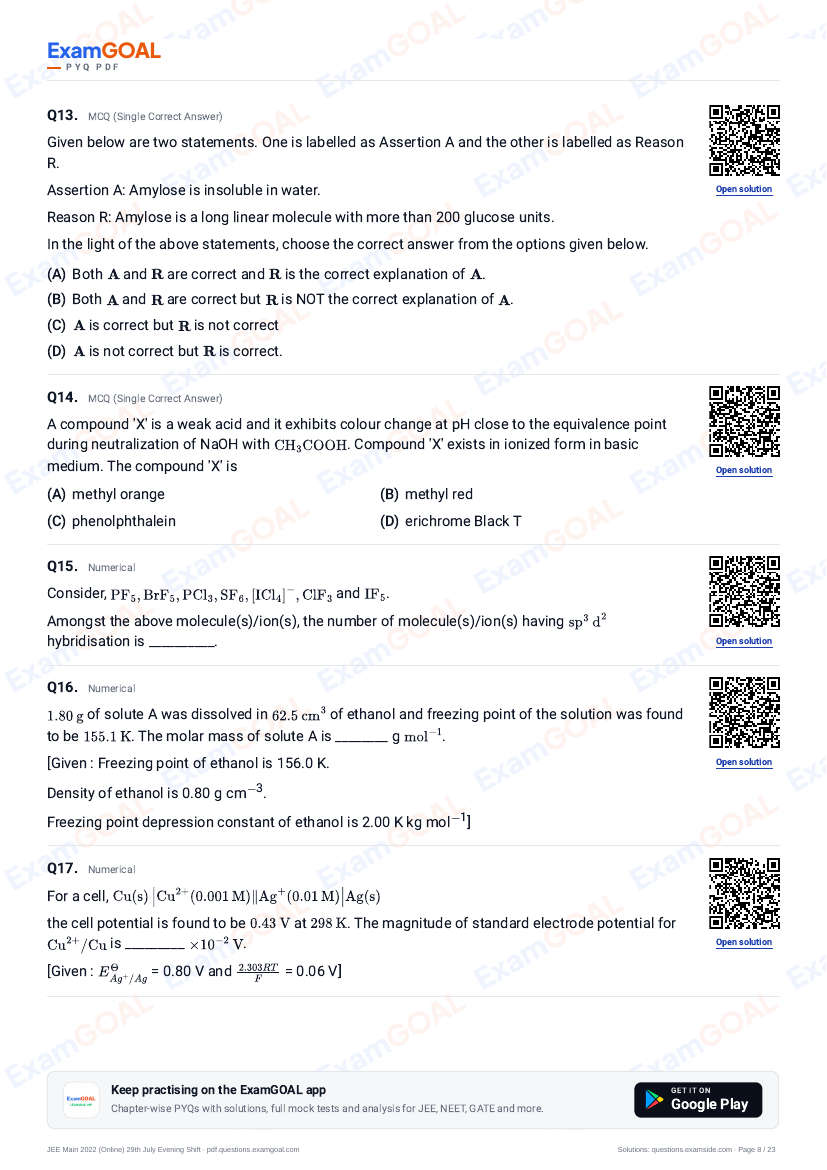 ExamGOAL
PYQ PDF
Q13. MCQ (Single Correct Answer)
Given below are two statements. One is labelled as Assertion A and the other is labelled as Reason
R.
Open solution
Assertion A: Amylose is insoluble in water.
Reason R: Amylose is a long linear molecule with more than 200 glucose units.
In the light of the above statements, choose the correct answer from the options given below.
(A) Both A and R are correct and R is the correct explanation of A.
(B) Both A and R are correct but R is NOT the correct explanation of A.
(C) A is correct but R is not correct
(D) A is not correct but R is correct.
Q14. MCQ (Single Correct Answer)
A compound 'X' is a weak acid and it exhibits colour change at pH close to the equivalence point
during neutralization of NaOH with CH₃COOH. Compound 'X' exists in ionized form in basic
medium. The compound 'X' is
Open solution
(A) methyl orange (B) methyl red
(C) phenolphthalein (D) erichrome Black T
Q15. Numerical
Consider, PF₅, BrF₅, PCl₃, SF₆, [ICl₄]⁻, ClF₃ and IF₅.
Amongst the above molecule(s)/ion(s), the number of molecule(s)/ion(s) having sp³ d²
hybridisation is __________.
Open solution
Q16. Numerical
1.80 g of solute A was dissolved in 62.5 cm³ of ethanol and freezing point of the solution was found
to be 155.1 K. The molar mass of solute A is ________ g mol⁻¹.
[Given : Freezing point of ethanol is 156.0 K.
Open solution
Density of ethanol is 0.80 g cm⁻³.
Freezing point depression constant of ethanol is 2.00 K kg mol⁻¹]
Q17. Numerical
For a cell, Cu(s) |Cu²⁺(0.001 M)||Ag⁺(0.01 M)|Ag(s)
the cell potential is found to be 0.43 V at 298 K. The magnitude of standard electrode potential for
Cu²⁺/Cu is _________ ×10⁻² V.
Open solution
[Given : E^Θ_{Ag⁺/Ag} = 0.80 V and 2.303RT/F = 0.06 V]
Keep practising on the ExamGOAL app
Chapter-wise PYQs with solutions, full mock tests and analysis for JEE, NEET, GATE and more.
GET IT ON
Google Play
JEE Main 2022 (Online) 29th July Evening Shift · pdf.questions.examgoal.com
Solutions: questions.examside.com · Page 8 / 23